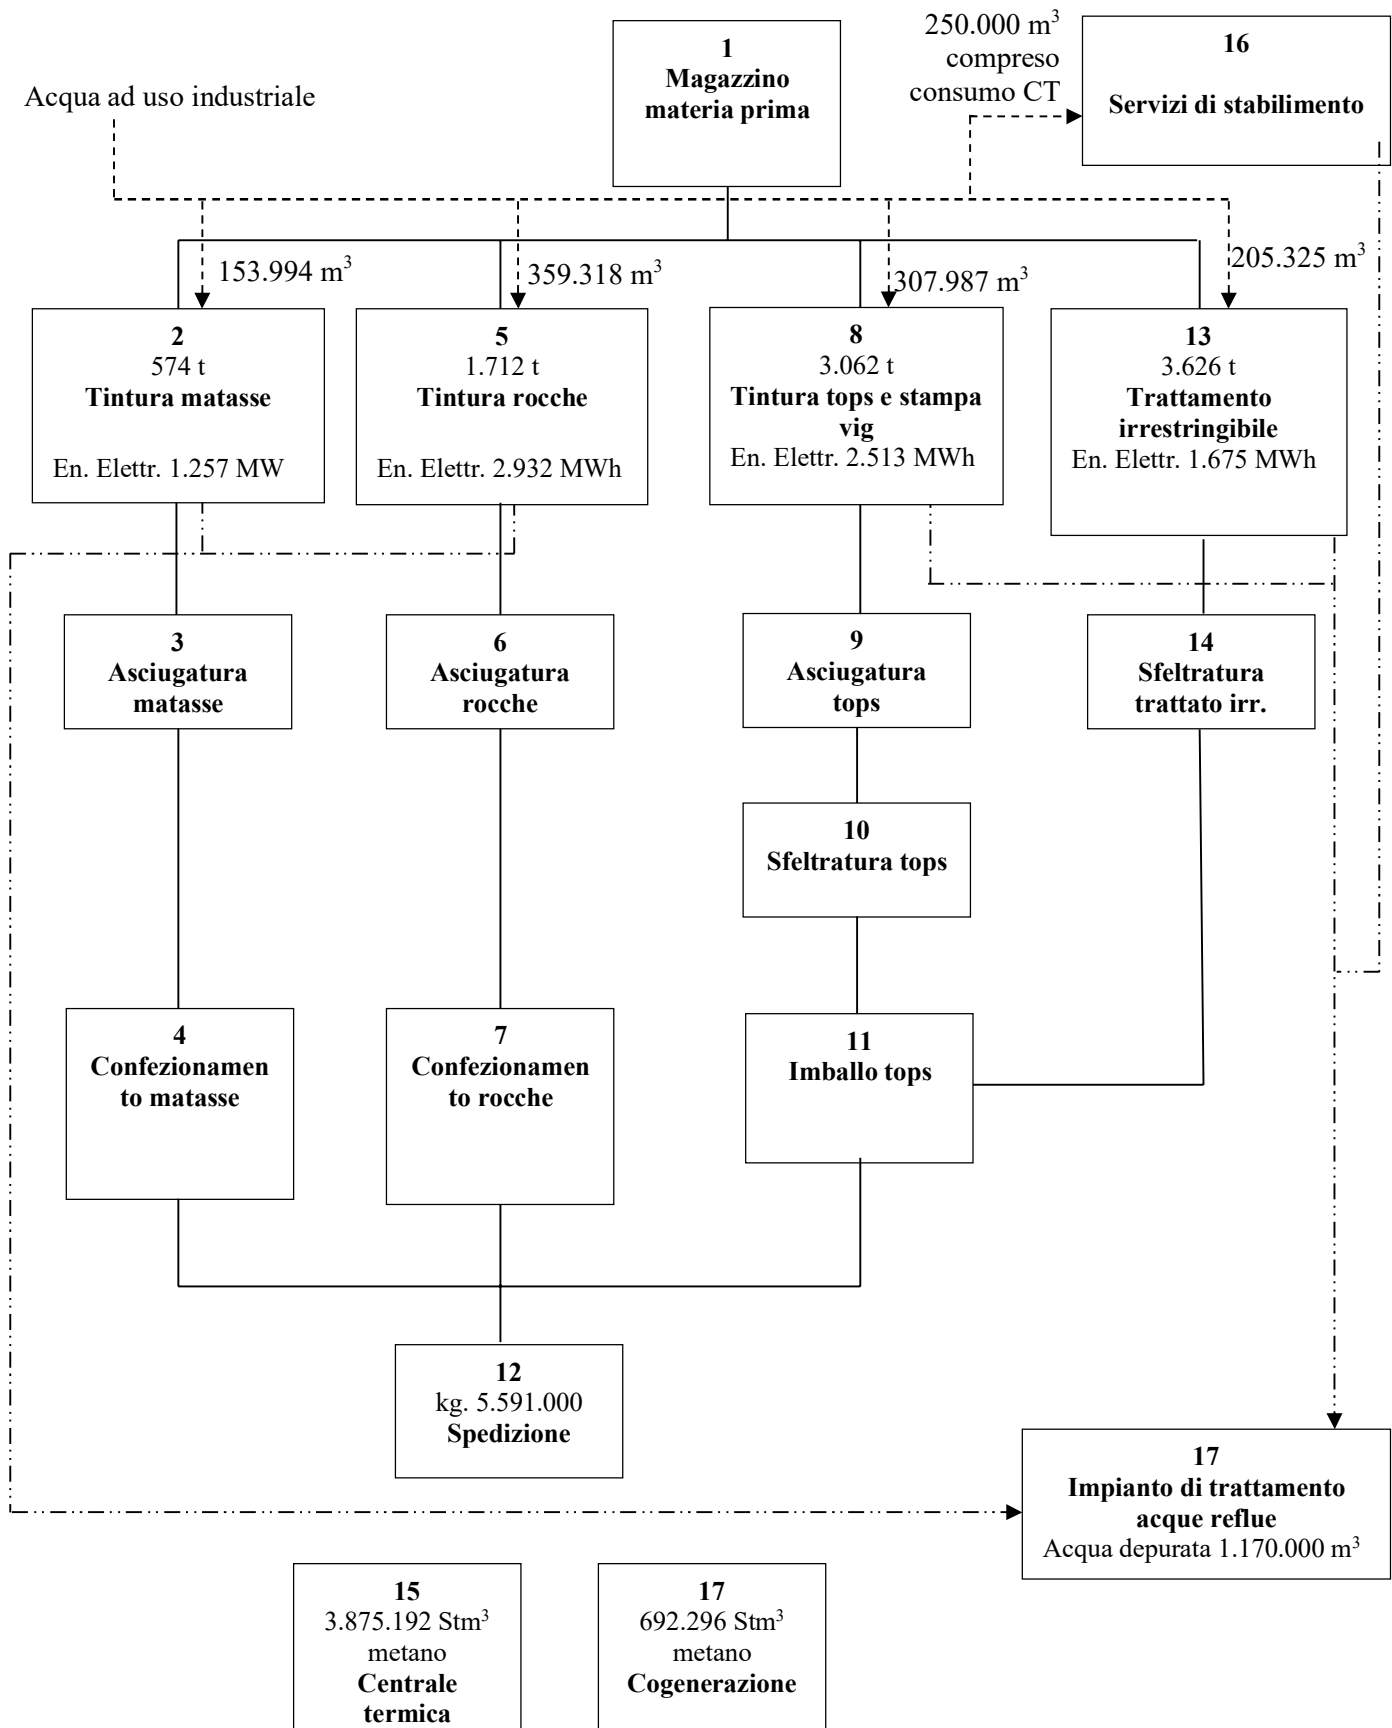 1
Magazzino
materia prima
250.000 m³
compreso
consumo CT
16
Servizi di stabilimento
Acqua ad uso industriale
153.994 m³
359.318 m³
307.987 m³
205.325 m³
2
574 t
Tintura matasse
En. Elettr. 1.257 MW
5
1.712 t
Tintura rocche
En. Elettr. 2.932 MWh
8
3.062 t
Tintura tops e stampa
vig
En. Elettr. 2.513 MWh
13
3.626 t
Trattamento
irrestringibile
En. Elettr. 1.675 MWh
3
Asciugatura
matasse
6
Asciugatura
rocche
9
Asciugatura
tops
14
Sfeltratura
trattato irr.
10
Sfeltratura tops
4
Confezionamen
to matasse
7
Confezionamen
to rocche
11
Imballo tops
12
kg. 5.591.000
Spedizione
17
Impianto di trattamento
acque reflue
Acqua depurata 1.170.000 m³
15
3.875.192 Stm³
metano
Centrale
termica
17
692.296 Stm³
metano
Cogenerazione